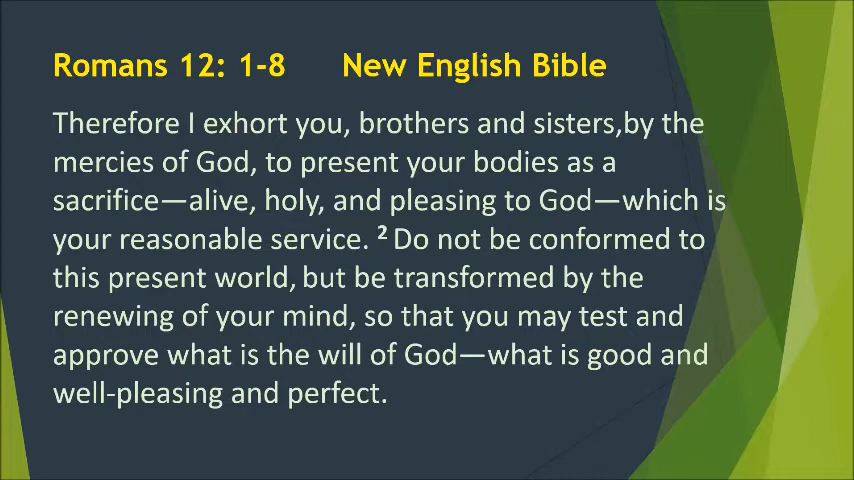 Romans 12: 1-8 New English Bible
Therefore I exhort you, brothers and sisters,by the
mercies of God, to present your bodies as a
sacrifice—alive, holy, and pleasing to God—which is
your reasonable service. ² Do not be conformed to
this present world, but be transformed by the
renewing of your mind, so that you may test and
approve what is the will of God—what is good and
well-pleasing and perfect.